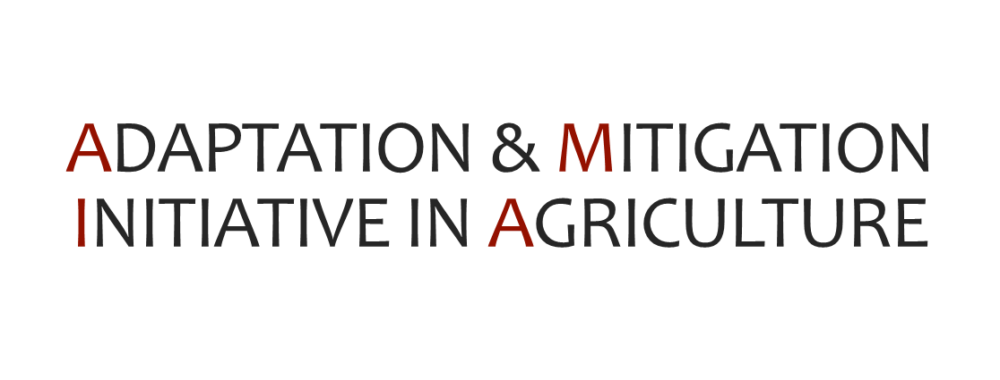 ADAPTATION & MITIGATION
INITIATIVE IN AGRICULTURE